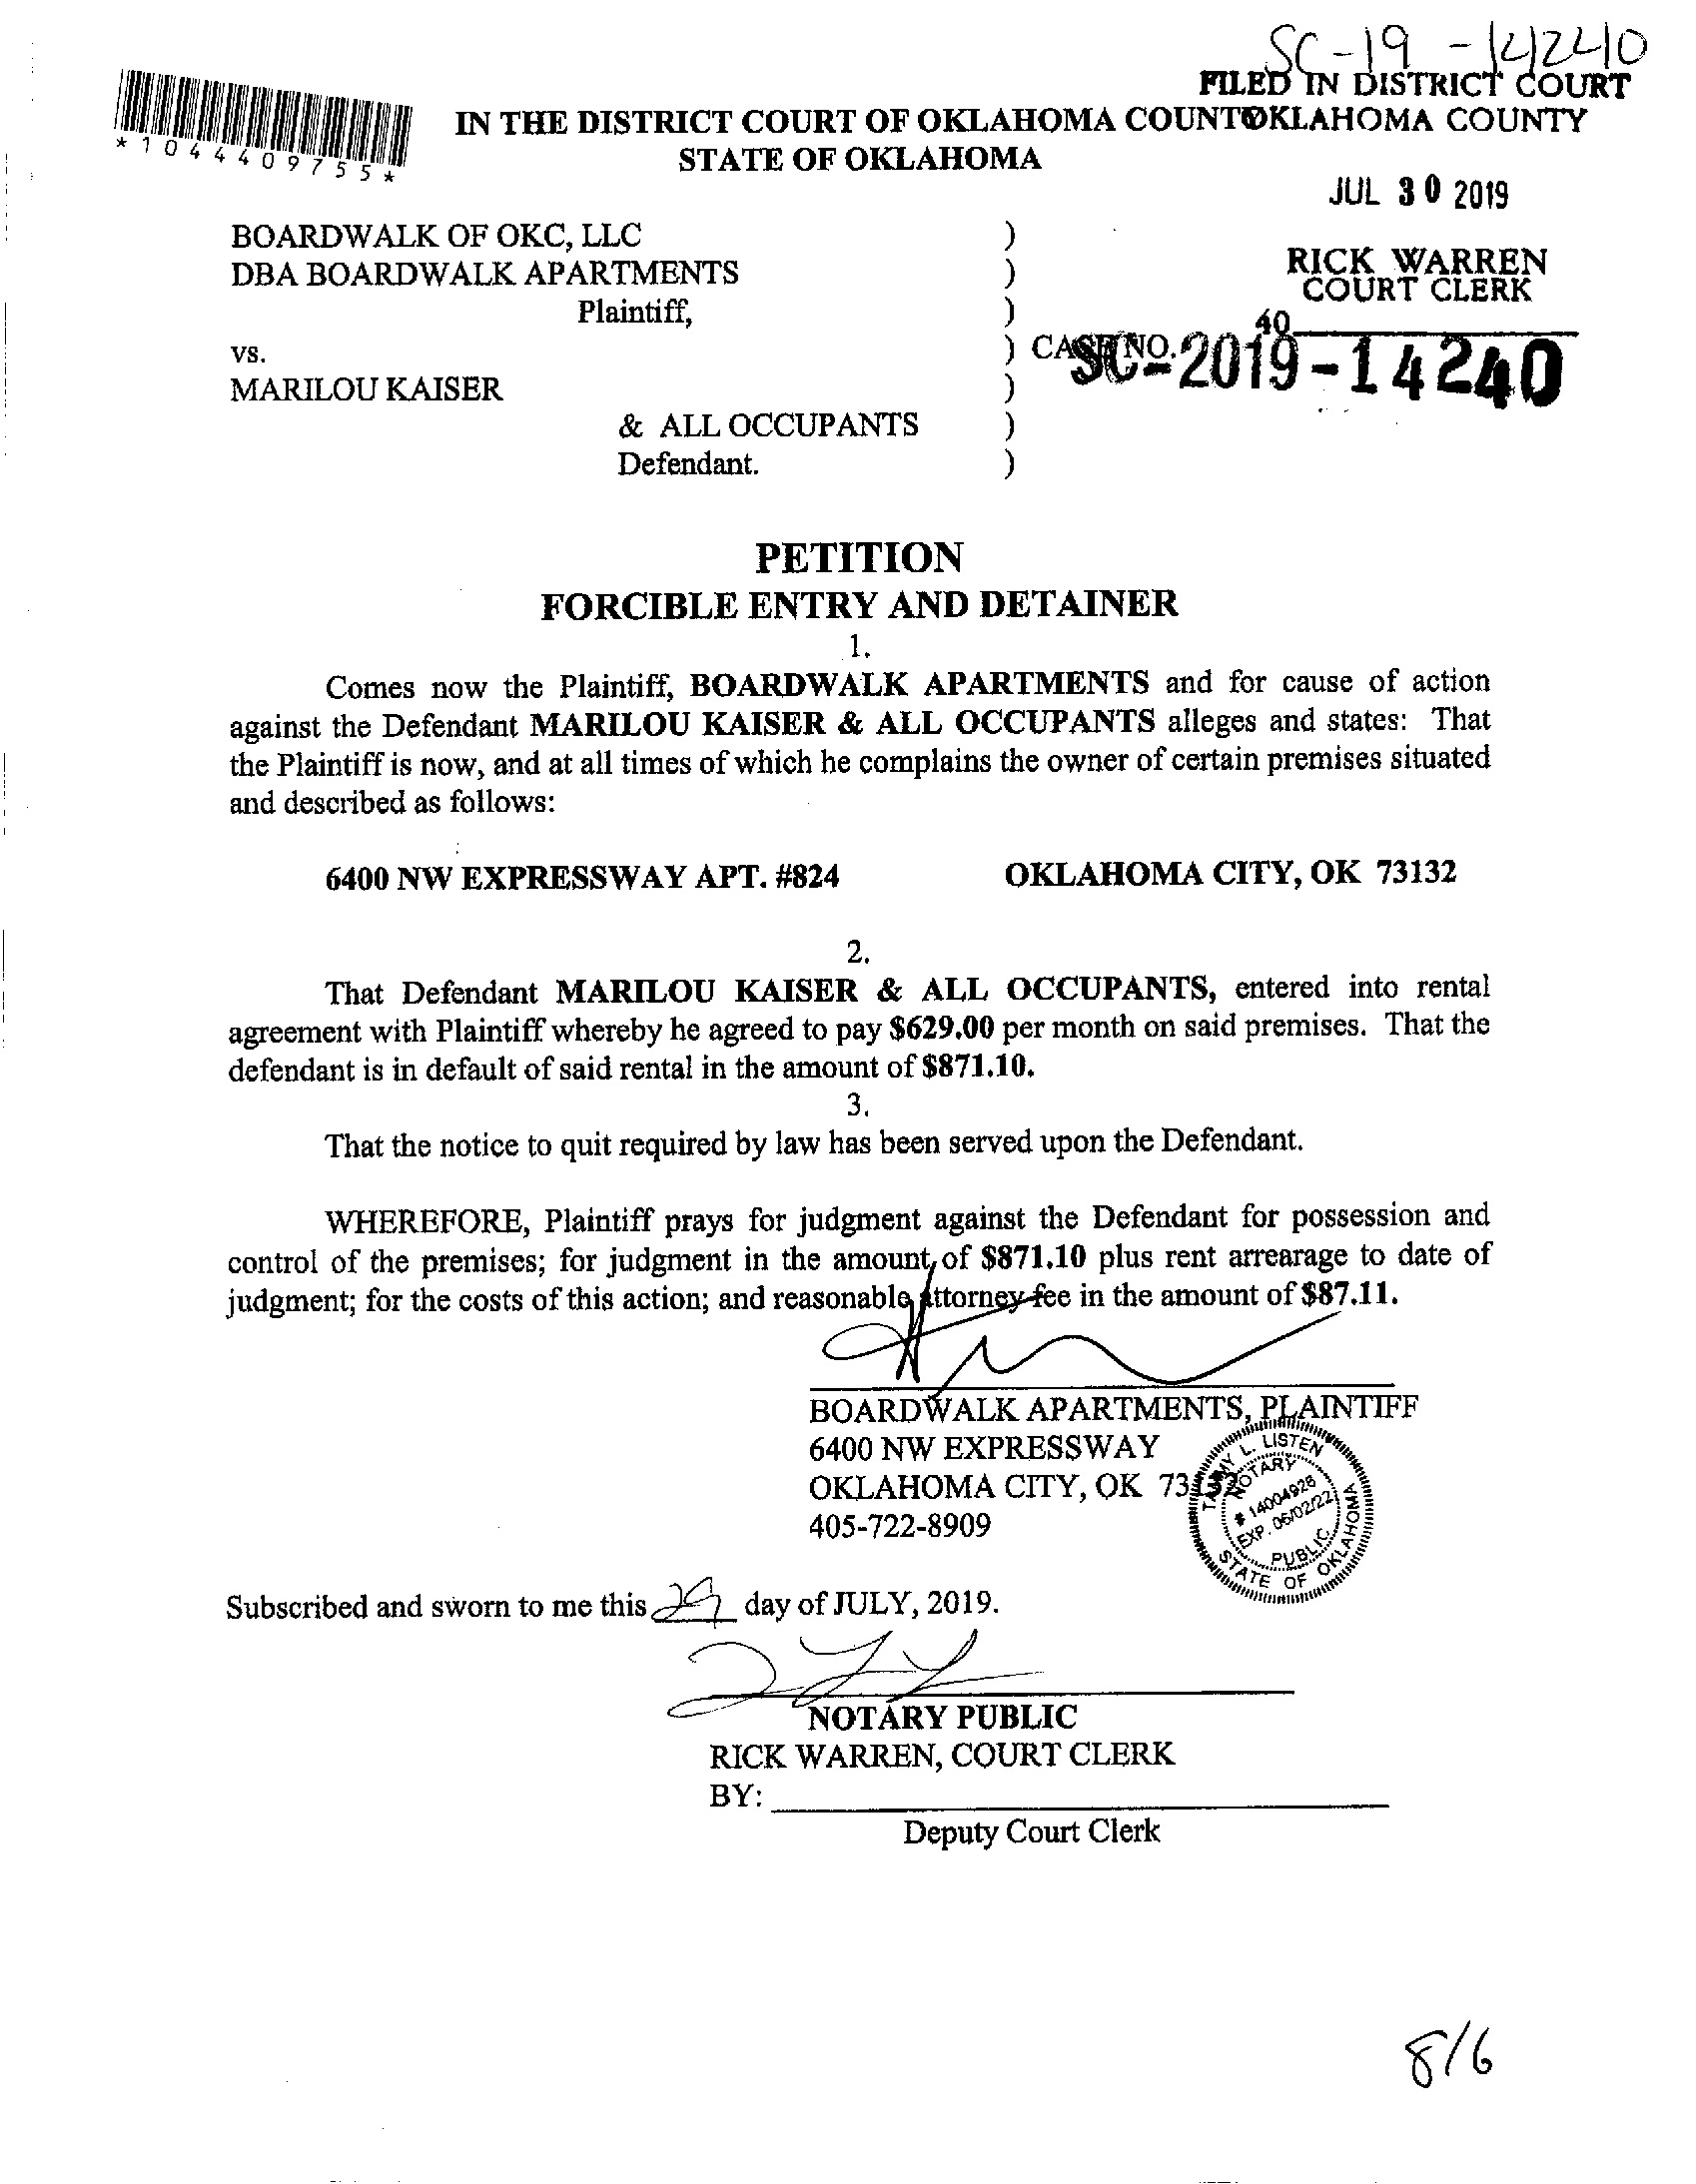 SC-19-14240
FILED IN DISTRICT COURT
OKLAHOMA COUNTY
*1044409755*
IN THE DISTRICT COURT OF OKLAHOMA COUNT
STATE OF OKLAHOMA
JUL 30 2019
RICK WARREN
COURT CLERK
40
BOARDWALK OF OKC, LLC )
DBA BOARDWALK APARTMENTS )
Plaintiff, )
vs. ) CASE NO. SC-2019-14240
MARILOU KAISER )
& ALL OCCUPANTS )
Defendant. )
PETITION
FORCIBLE ENTRY AND DETAINER
1.
Comes now the Plaintiff, BOARDWALK APARTMENTS and for cause of action
against the Defendant MARILOU KAISER & ALL OCCUPANTS alleges and states: That
the Plaintiff is now, and at all times of which he complains the owner of certain premises situated
and described as follows:
6400 NW EXPRESSWAY APT. #824 OKLAHOMA CITY, OK 73132
2.
That Defendant MARILOU KAISER & ALL OCCUPANTS, entered into rental
agreement with Plaintiff whereby he agreed to pay $629.00 per month on said premises. That the
defendant is in default of said rental in the amount of $871.10.
3.
That the notice to quit required by law has been served upon the Defendant.
WHEREFORE, Plaintiff prays for judgment against the Defendant for possession and
control of the premises; for judgment in the amount of $871.10 plus rent arrearage to date of
judgment; for the costs of this action; and reasonable attorney fee in the amount of $87.11.
BOARDWALK APARTMENTS, PLAINTIFF
6400 NW EXPRESSWAY
OKLAHOMA CITY, OK 73132
405-722-8909
TAMMY L. LISTEN
NOTARY
# 14004926
EXP. 06/02/22
PUBLIC
STATE OF OKLAHOMA
Subscribed and sworn to me this 29 day of JULY, 2019.
NOTARY PUBLIC
RICK WARREN, COURT CLERK
BY:
Deputy Court Clerk
8/6